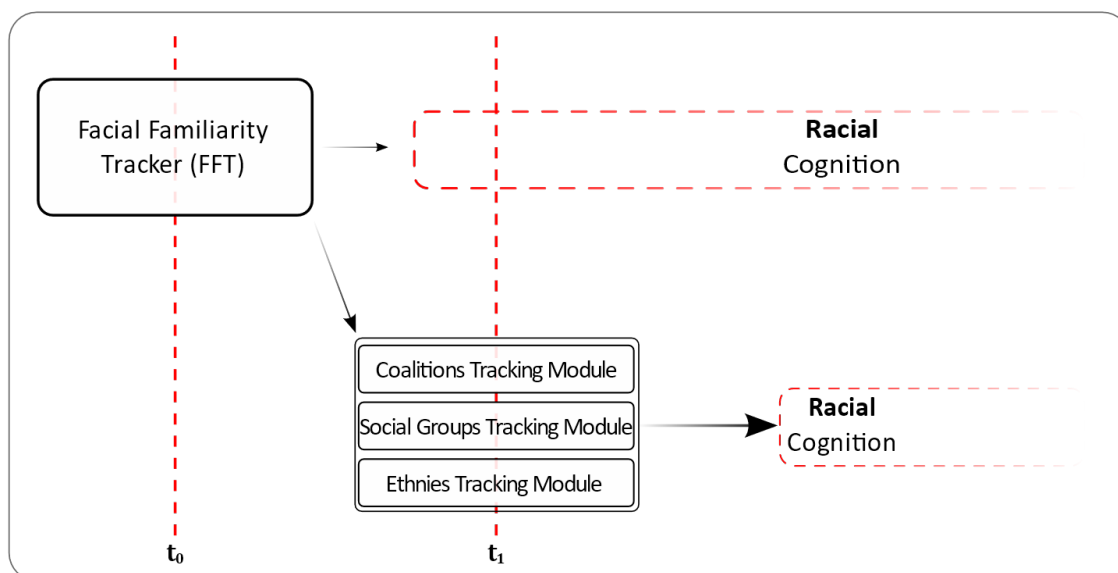 Facial Familiarity
Tracker (FFT)
Racial
Cognition
Coalitions Tracking Module
Social Groups Tracking Module
Ethnies Tracking Module
Racial
Cognition
t₀
t₁